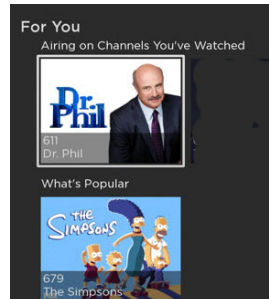 For You
Airing on Channels You've Watched
Dr.
Phil
611
Dr. Phil
What's Popular
THE
SIMPSONS
679
The Simpsons